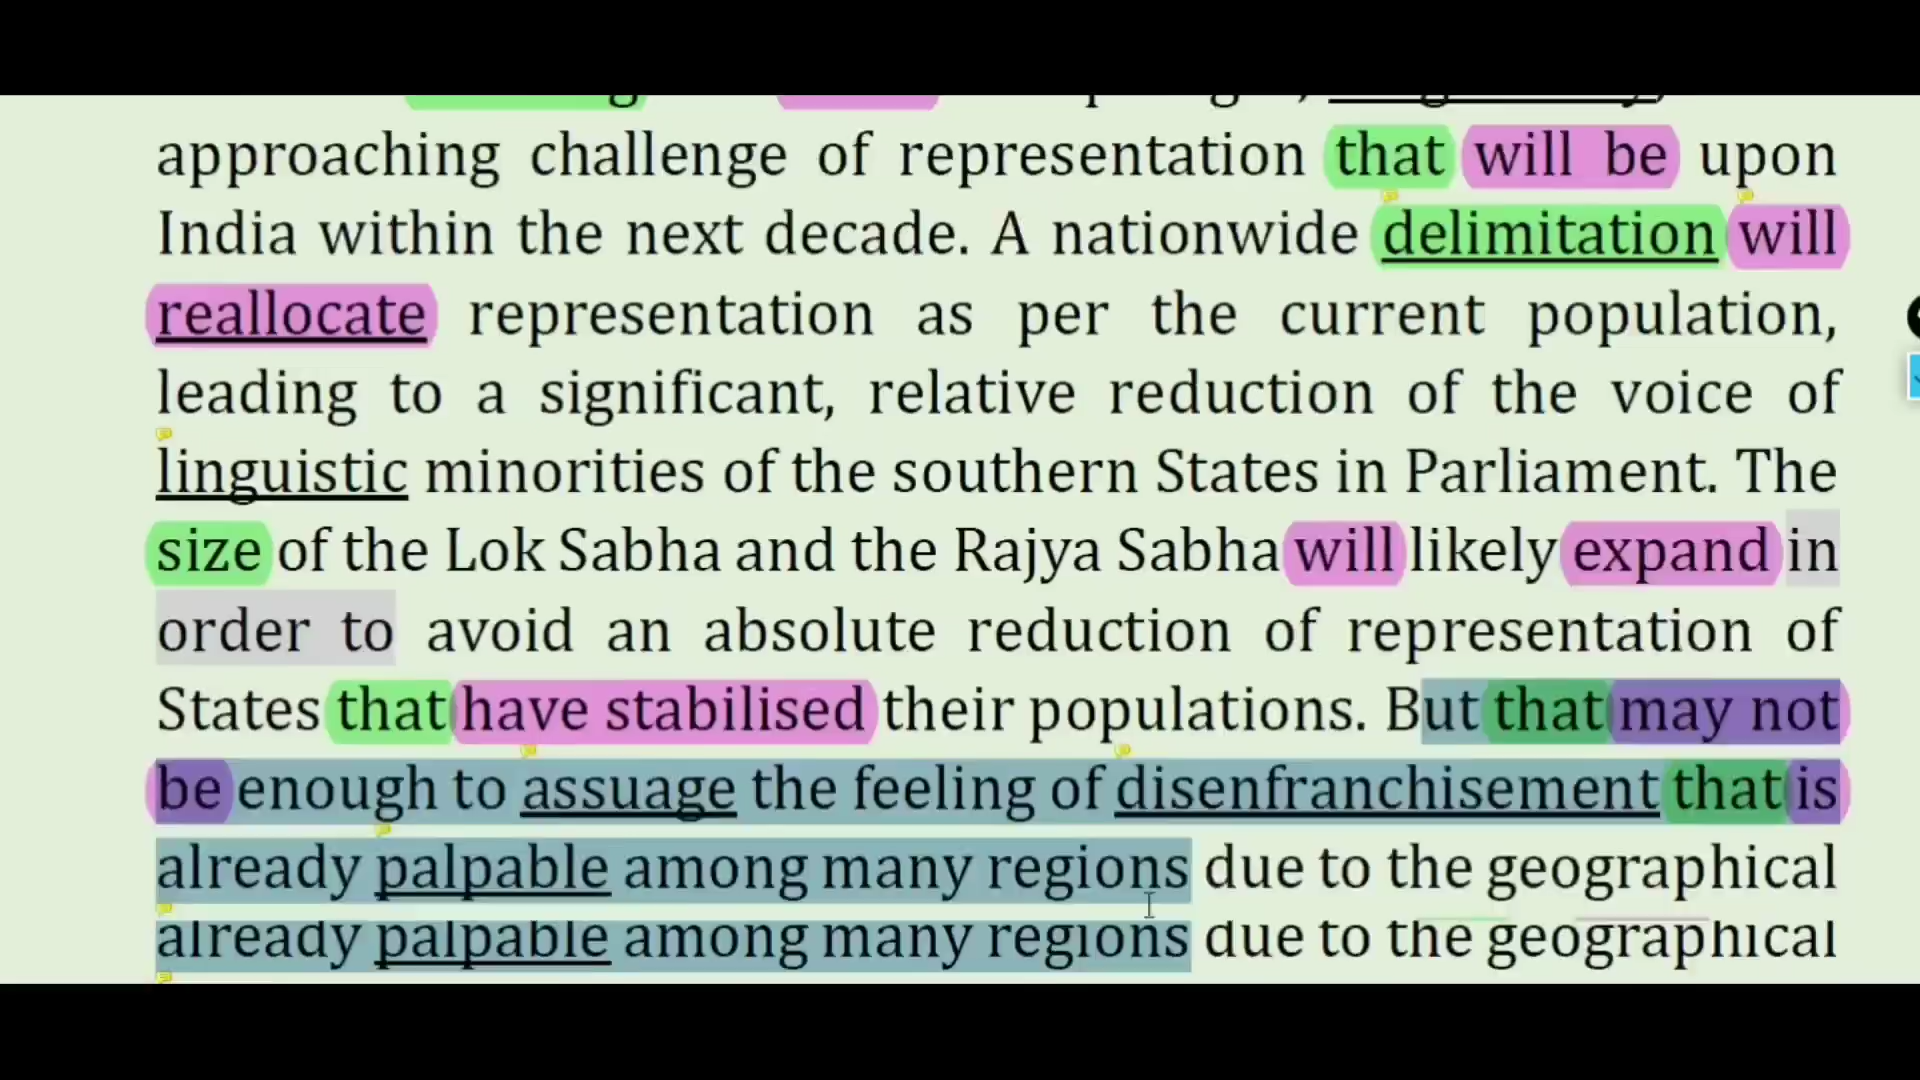 approaching challenge of representation that will be upon
India within the next decade. A nationwide delimitation will
reallocate representation as per the current population,
leading to a significant, relative reduction of the voice of
linguistic minorities of the southern States in Parliament. The
size of the Lok Sabha and the Rajya Sabha will likely expand in
order to avoid an absolute reduction of representation of
States that have stabilised their populations. But that may not
be enough to assuage the feeling of disenfranchisement that is
already palpable among many regions due to the geographical
already palpable among many regions due to the geographical